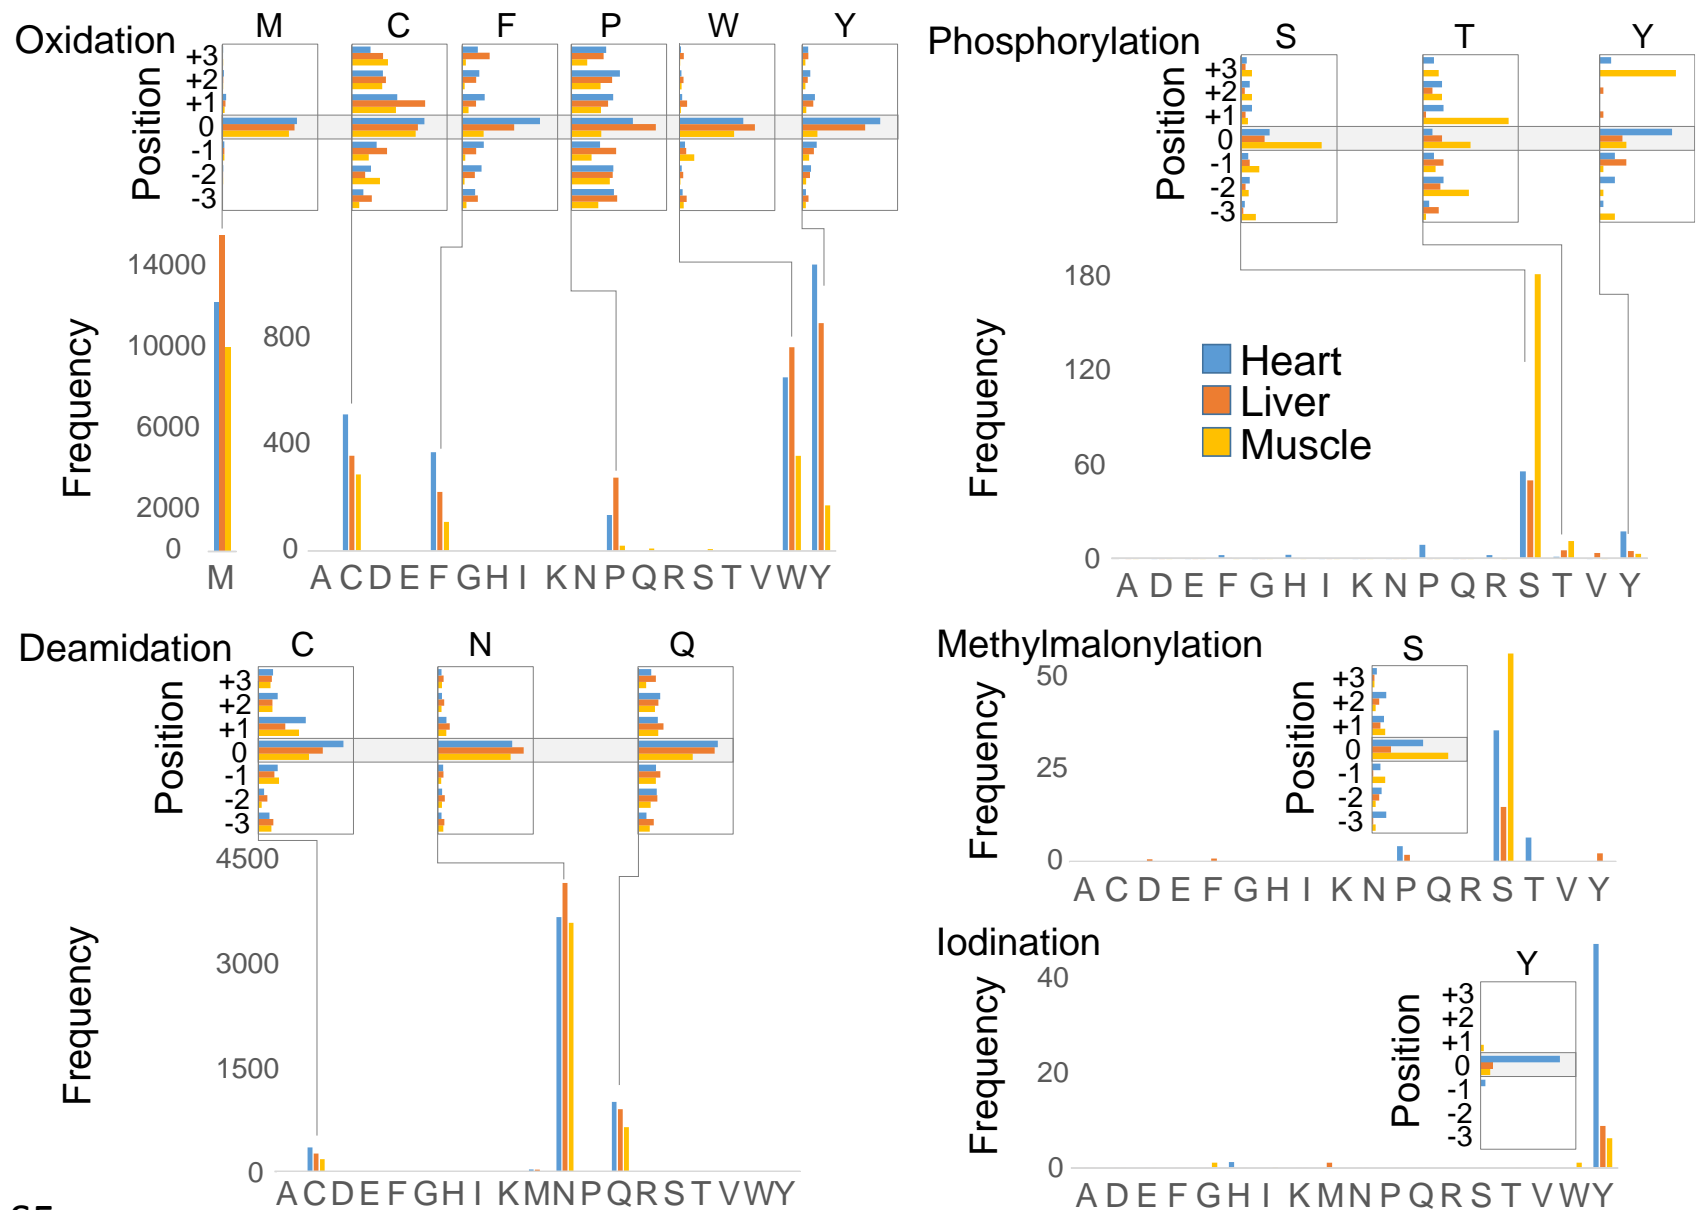 Oxidation
M C F P W Y
Position
+3
+2
+1
0
-1
-2
-3
Frequency
14000
10000
6000
2000
0
M
800
400
0
A C D E F G H I K N P Q R S T V W Y
Phosphorylation
S T Y
Position
+3
+2
+1
0
-1
-2
-3
Frequency
180
120
60
0
Heart
Liver
Muscle
A D E F G H I K N P Q R S T V Y
Deamidation
C N Q
Position
+3
+2
+1
0
-1
-2
-3
Frequency
4500
3000
1500
0
A C D E F G H I K M N P Q R S T V W Y
Methylmalonylation
S
Position
+3
+2
+1
0
-1
-2
-3
Frequency
50
25
0
A C D E F G H I K N P Q R S T V Y
Iodination
Y
Position
+3
+2
+1
0
-1
-2
-3
Frequency
40
20
0
A D E F G H I K M N P Q R S T V W Y